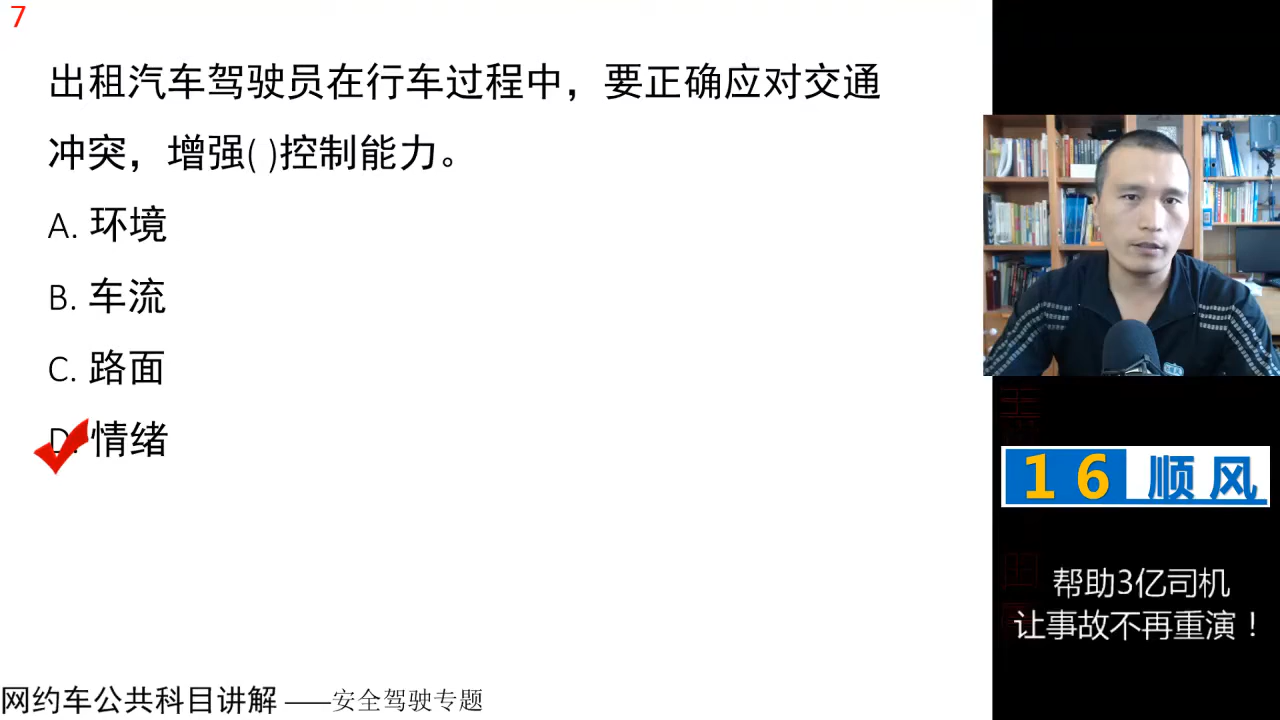 7
出租汽车驾驶员在行车过程中，要正确应对交通
冲突，增强( )控制能力。
A. 环境
B. 车流
C. 路面
D. 情绪
16 顺风
帮助3亿司机
让事故不再重演！
网约车公共科目讲解 ——安全驾驶专题